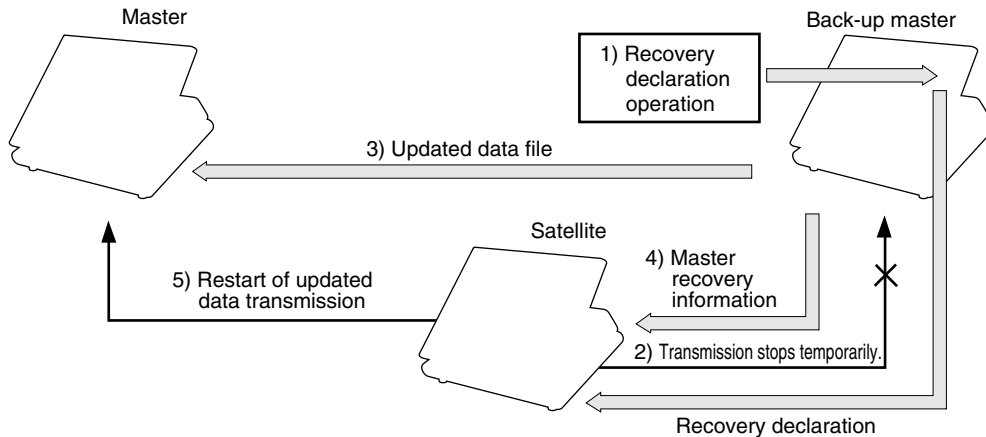 Master
Back-up master
1) Recovery
declaration
operation
3) Updated data file
Satellite
4) Master
recovery
information
5) Restart of updated
data transmission
2) Transmission stops temporarily.
Recovery declaration